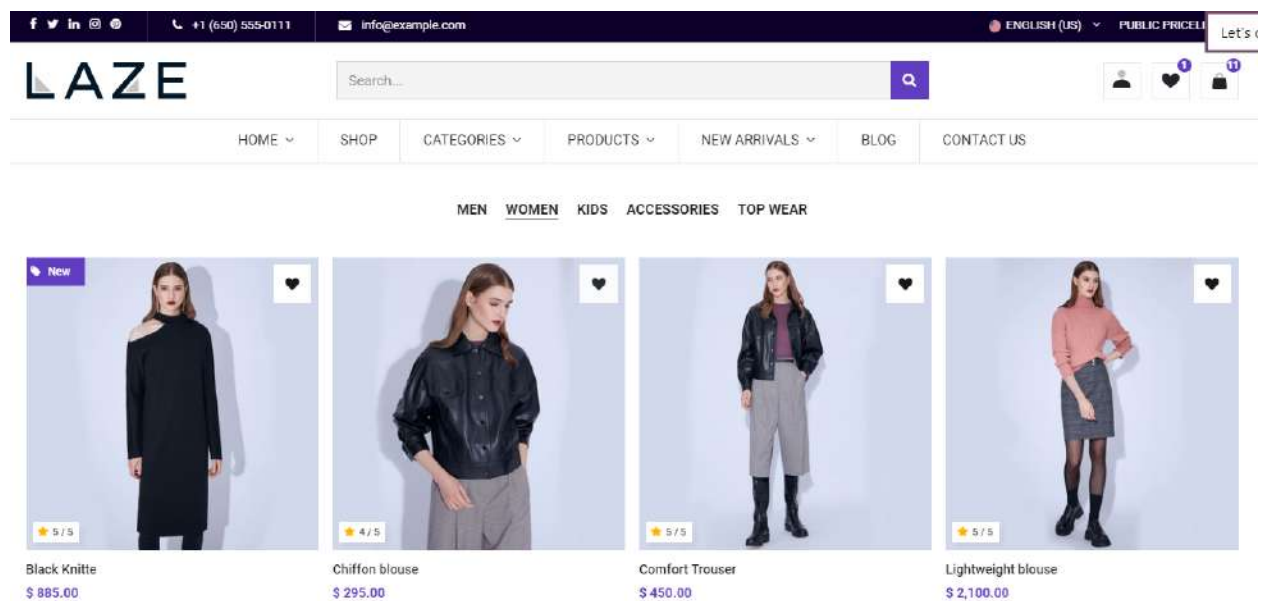 +1 (650) 555-0111 info@example.com ENGLISH (US) PUBLIC PRICELI Let's
LAZE Search... 1 11
HOME SHOP CATEGORIES PRODUCTS NEW ARRIVALS BLOG CONTACT US
MEN WOMEN KIDS ACCESSORIES TOP WEAR
New
5 / 5 4 / 5 5 / 5 5 / 5
Black Knitte Chiffon blouse Comfort Trouser Lightweight blouse
$ 885.00 $ 295.00 $ 450.00 $ 2,100.00